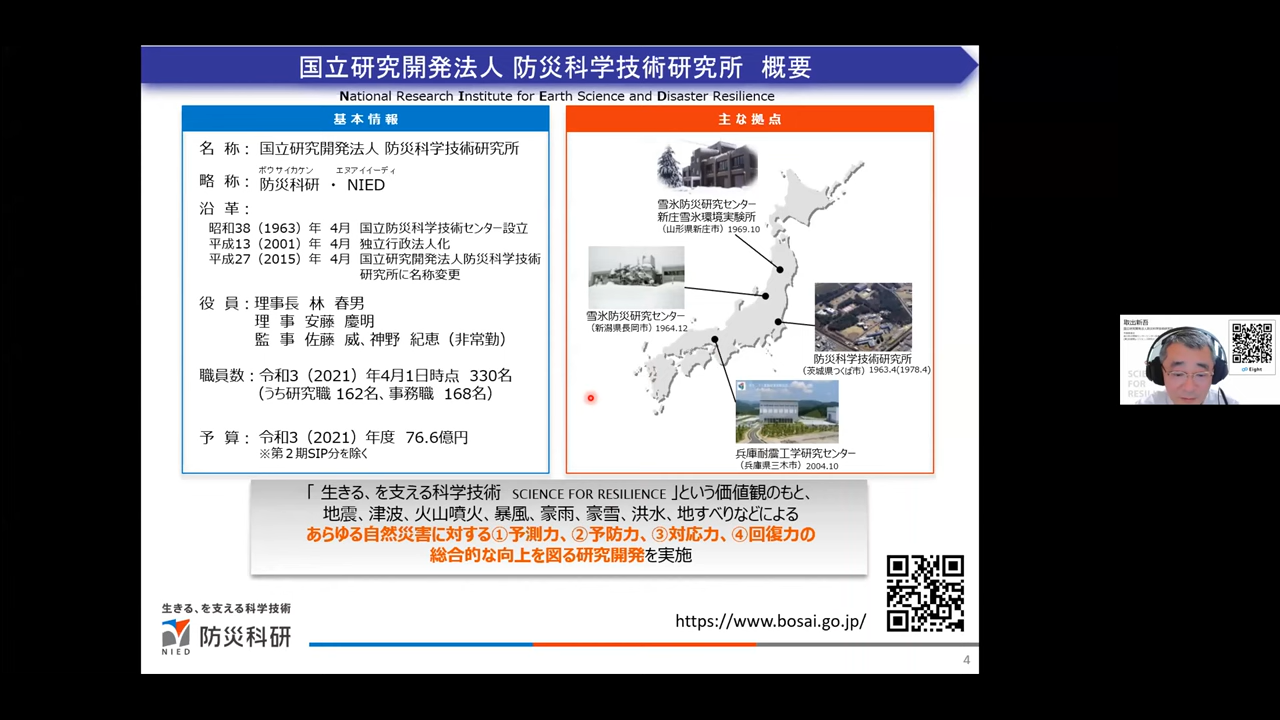 国立研究開発法人 防災科学技術研究所 概要
National Research Institute for Earth Science and Disaster Resilience
基本情報
名 称： 国立研究開発法人 防災科学技術研究所
ボウサイカケン エヌアイイーディ
略 称： 防災科研 ・ NIED
沿 革：
昭和38（1963）年 4月 国立防災科学技術センター設立
平成13（2001）年 4月 独立行政法人化
平成27（2015）年 4月 国立研究開発法人防災科学技術
研究所に名称変更
役 員：理事長 林 春男
理 事 安藤 慶明
監 事 佐藤 威、神野 紀恵（非常勤）
職員数：令和3（2021）年4月1日時点 330名
(うち研究職 162名、事務職 168名）
予 算： 令和3（2021）年度 76.6億円
※第２期SIP分を除く
主な拠点
雪氷防災研究センター
新庄雪氷環境実験所
（山形県新庄市）1969.10
雪氷防災研究センター
（新潟県長岡市）1964.12
防災科学技術研究所
（茨城県つくば市）1963.4(1978.4)
兵庫耐震工学研究センター
（兵庫県三木市）2004.10
「 生きる、を支える科学技術 SCIENCE FOR RESILIENCE 」という価値観のもと、
地震、津波、火山噴火、暴風、豪雨、豪雪、洪水、地すべりなどによる
あらゆる自然災害に対する①予測力、②予防力、③対応力、④回復力の
総合的な向上を図る研究開発を実施
生きる、を支える科学技術
防災科研
NIED
https://www.bosai.go.jp/
4
取出新吾
SCIE
FOR
RESILIEN
Eight